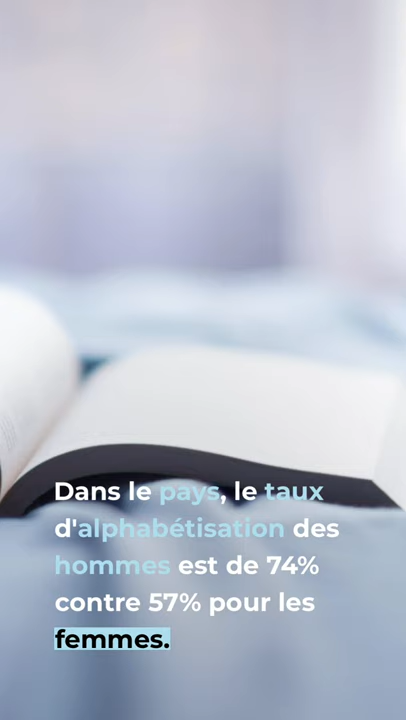 Dans le pays, le taux
d'alphabétisation des
hommes est de 74%
contre 57% pour les
femmes.